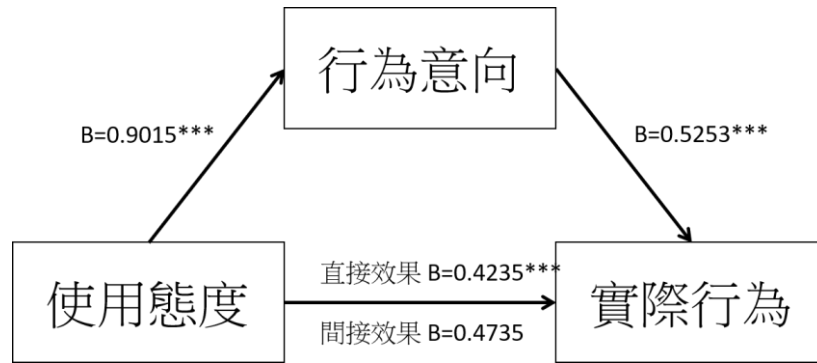 行為意向
B=0.9015***
B=0.5253***
使用態度
直接效果 B=0.4235***
間接效果 B=0.4735
實際行為